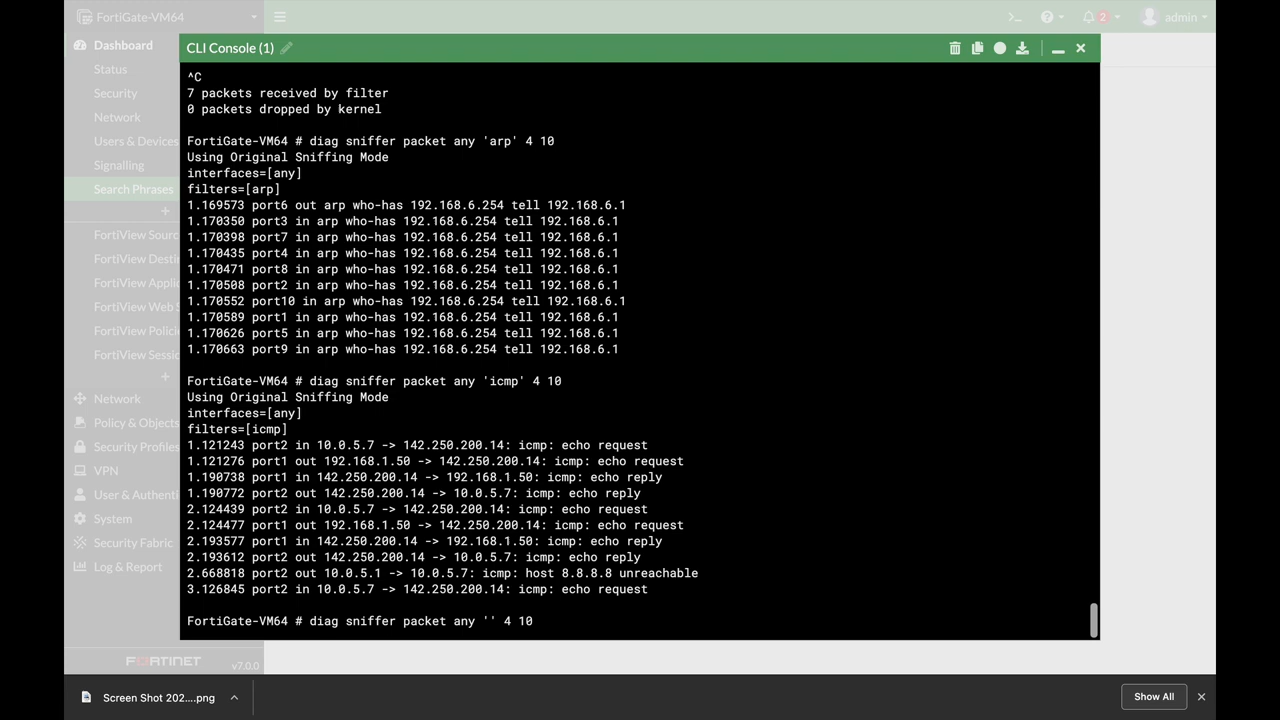 FortiGate-VM64
2
admin
Dashboard
CLI Console (1)
Status
Security
Network
Users & Devices
Signalling
Search Phrases
FortiView Sour
FortiView Desti
FortiView Appli
FortiView Web
FortiView Polici
FortiView Sessi
Network
Policy & Objects
Security Profiles
VPN
User & Authenti
System
Security Fabric
Log & Report
FORTINET
v7.0.0
^C
7 packets received by filter
0 packets dropped by kernel
FortiGate-VM64 # diag sniffer packet any 'arp' 4 10
Using Original Sniffing Mode
interfaces=[any]
filters=[arp]
1.169573 port6 out arp who-has 192.168.6.254 tell 192.168.6.1
1.170350 port3 in arp who-has 192.168.6.254 tell 192.168.6.1
1.170398 port7 in arp who-has 192.168.6.254 tell 192.168.6.1
1.170435 port4 in arp who-has 192.168.6.254 tell 192.168.6.1
1.170471 port8 in arp who-has 192.168.6.254 tell 192.168.6.1
1.170508 port2 in arp who-has 192.168.6.254 tell 192.168.6.1
1.170552 port10 in arp who-has 192.168.6.254 tell 192.168.6.1
1.170589 port1 in arp who-has 192.168.6.254 tell 192.168.6.1
1.170626 port5 in arp who-has 192.168.6.254 tell 192.168.6.1
1.170663 port9 in arp who-has 192.168.6.254 tell 192.168.6.1
FortiGate-VM64 # diag sniffer packet any 'icmp' 4 10
Using Original Sniffing Mode
interfaces=[any]
filters=[icmp]
1.121243 port2 in 10.0.5.7 -> 142.250.200.14: icmp: echo request
1.121276 port1 out 192.168.1.50 -> 142.250.200.14: icmp: echo request
1.190738 port1 in 142.250.200.14 -> 192.168.1.50: icmp: echo reply
1.190772 port2 out 142.250.200.14 -> 10.0.5.7: icmp: echo reply
2.124439 port2 in 10.0.5.7 -> 142.250.200.14: icmp: echo request
2.124477 port1 out 192.168.1.50 -> 142.250.200.14: icmp: echo request
2.193577 port1 in 142.250.200.14 -> 192.168.1.50: icmp: echo reply
2.193612 port2 out 142.250.200.14 -> 10.0.5.7: icmp: echo reply
2.668818 port2 out 10.0.5.1 -> 10.0.5.7: icmp: host 8.8.8.8 unreachable
3.126845 port2 in 10.0.5.7 -> 142.250.200.14: icmp: echo request
FortiGate-VM64 # diag sniffer packet any '' 4 10
Screen Shot 202....png
Show All